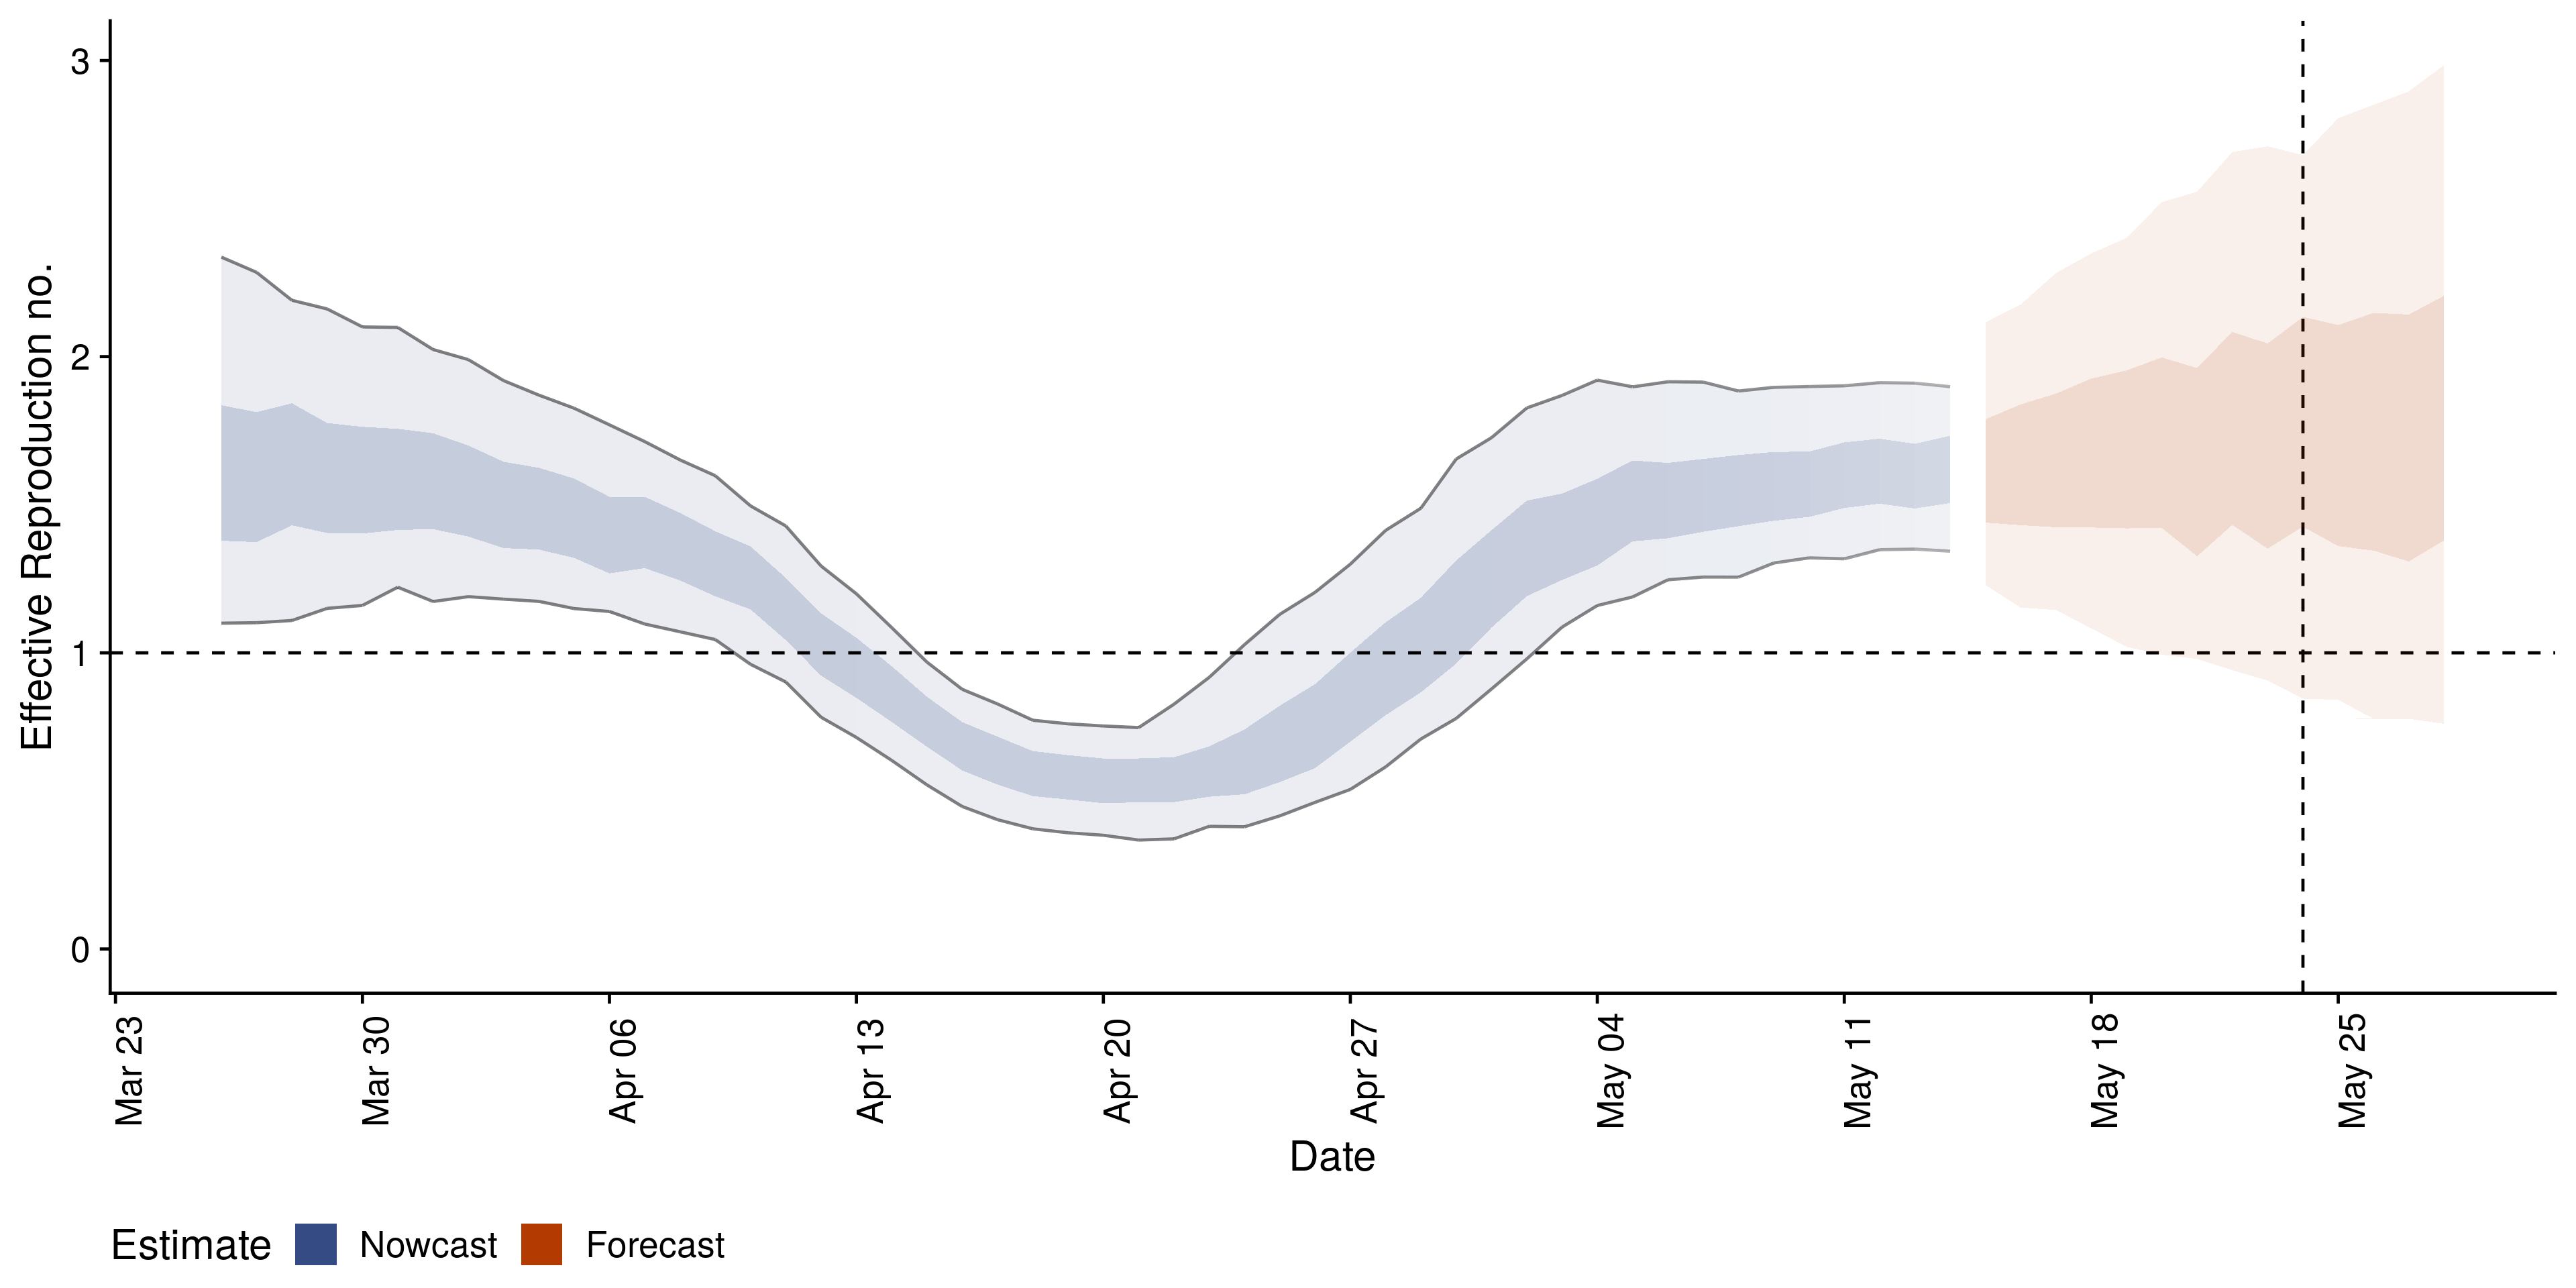 Effective Reproduction no.
3
2
1
0
Mar 23
Mar 30
Apr 06
Apr 13
Apr 20
Apr 27
May 04
May 11
May 18
May 25
Date
Estimate Nowcast Forecast